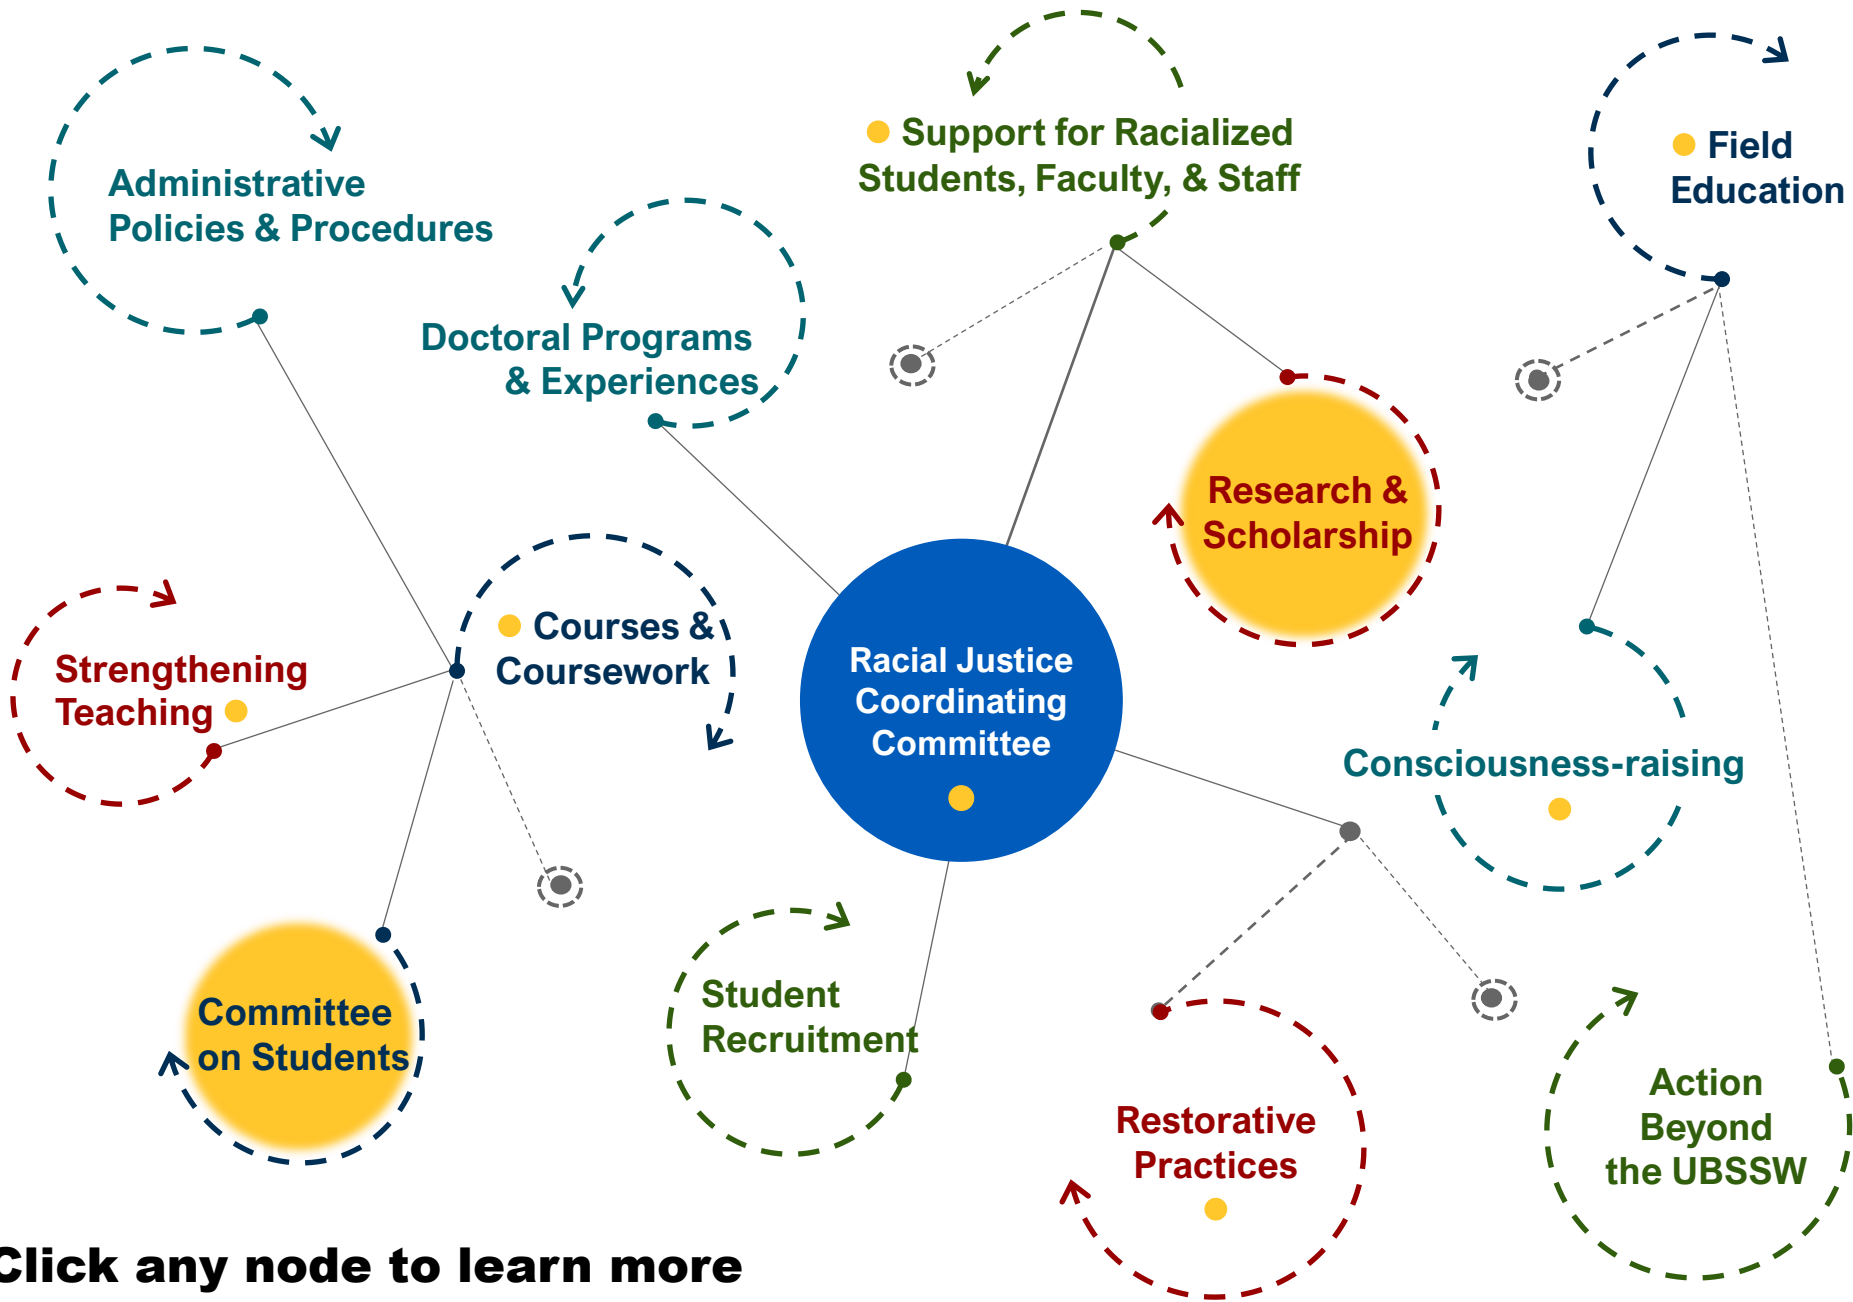 Support for Racialized
Students, Faculty, & Staff
Field
Education
Administrative
Policies & Procedures
Doctoral Programs
& Experiences
Research &
Scholarship
Courses &
Coursework
Strengthening
Teaching
Racial Justice
Coordinating
Committee
Consciousness-raising
Committee
on Students
Student
Recruitment
Restorative
Practices
Action
Beyond
the UBSSW
Click any node to learn more